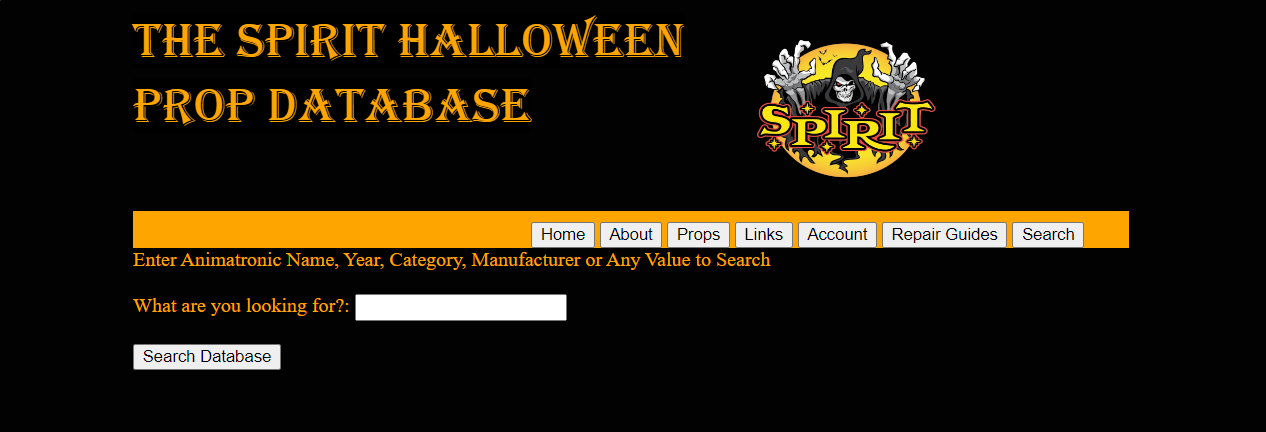 THE SPIRIT HALLOWEEN
PROP DATABASE
SPIRIT
Home About Props Links Account Repair Guides Search
Enter Animatronic Name, Year, Category, Manufacturer or Any Value to Search
What are you looking for?:
Search Database